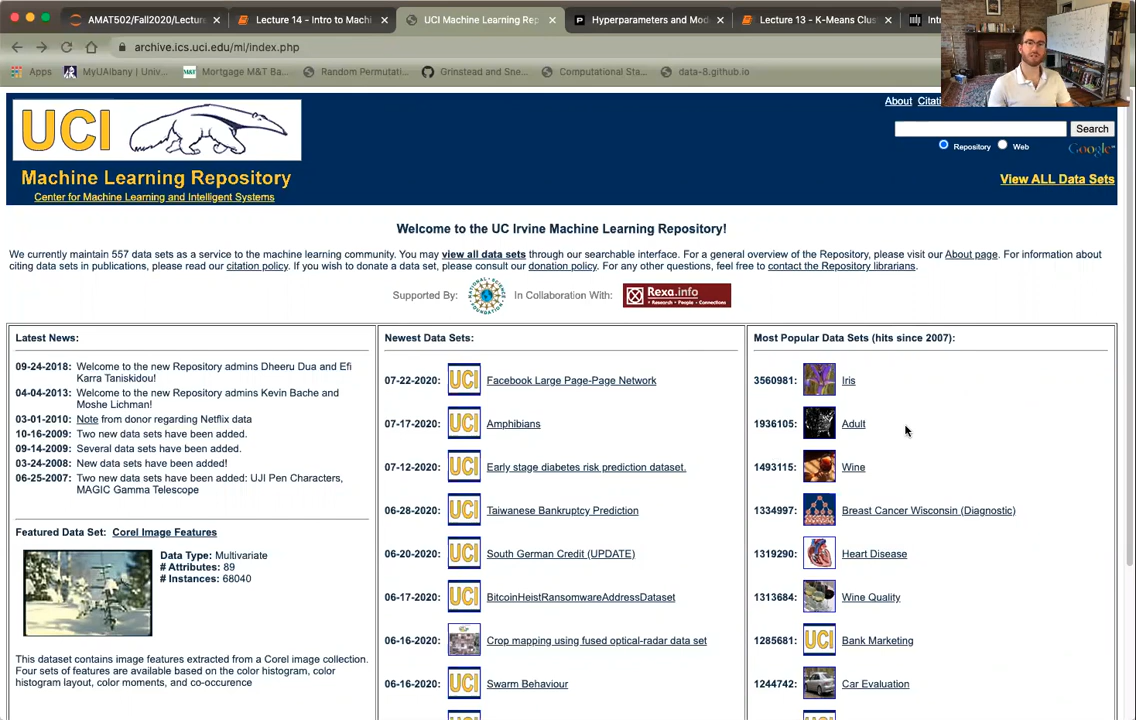 AMAT502/Fall2020/Lecture
Lecture 14 - Intro to Machi
UCI Machine Learning Rep
Hyperparameters and Mod
Lecture 13 - K-Means Clus
Int
archive.ics.uci.edu/ml/index.php
Apps
MyUAlbany | Univ...
M&T
Mortgage M&T Ba...
Random Permutati...
Grinstead and Sne...
Computational Sta...
data-8.github.io
UCI
Machine Learning Repository
Center for Machine Learning and Intelligent Systems
About Citati
Search
Repository Web
Google
View ALL Data Sets
Welcome to the UC Irvine Machine Learning Repository!
We currently maintain 557 data sets as a service to the machine learning community. You may view all data sets through our searchable interface. For a general overview of the Repository, please visit our About page. For information about
citing data sets in publications, please read our citation policy. If you wish to donate a data set, please consult our donation policy. For any other questions, feel free to contact the Repository librarians.
Supported By: In Collaboration With: Rexa.info
Research · People · Connections
Latest News:
09-24-2018: Welcome to the new Repository admins Dheeru Dua and Efi
Karra Taniskidou!
04-04-2013: Welcome to the new Repository admins Kevin Bache and
Moshe Lichman!
03-01-2010: Note from donor regarding Netflix data
10-16-2009: Two new data sets have been added.
09-14-2009: Several data sets have been added.
03-24-2008: New data sets have been added!
06-25-2007: Two new data sets have been added: UJI Pen Characters,
MAGIC Gamma Telescope
Featured Data Set: Corel Image Features
Data Type: Multivariate
# Attributes: 89
# Instances: 68040
This dataset contains image features extracted from a Corel image collection.
Four sets of features are available based on the color histogram, color
histogram layout, color moments, and co-occurence
Newest Data Sets:
07-22-2020: UCI Facebook Large Page-Page Network
07-17-2020: UCI Amphibians
07-12-2020: UCI Early stage diabetes risk prediction dataset.
06-28-2020: UCI Taiwanese Bankruptcy Prediction
06-20-2020: UCI South German Credit (UPDATE)
06-17-2020: UCI BitcoinHeistRansomwareAddressDataset
06-16-2020: Crop mapping using fused optical-radar data set
06-16-2020: UCI Swarm Behaviour
Most Popular Data Sets (hits since 2007):
3560981: Iris
1936105: Adult
1493115: Wine
1334997: Breast Cancer Wisconsin (Diagnostic)
1319290: Heart Disease
1313684: Wine Quality
1285681: UCI Bank Marketing
1244742: Car Evaluation